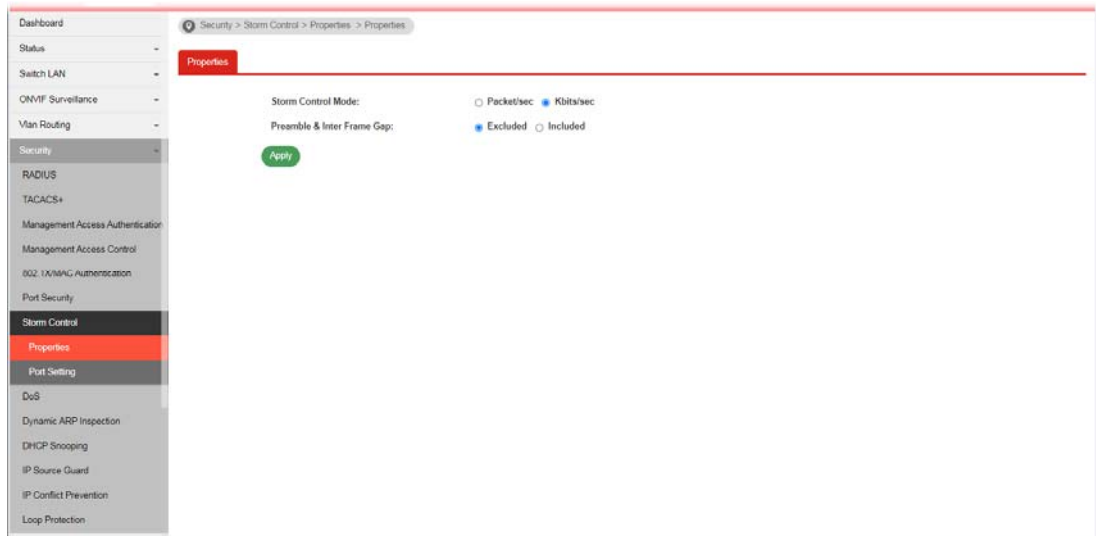 Dashboard
Security > Storm Control > Properties > Properties
Status
Properties
Switch LAN
ONVIF Surveillance
Storm Control Mode: Packet/sec Kbits/sec
Vlan Routing
Preamble & Inter Frame Gap: Excluded Included
Security
Apply
RADIUS
TACACS+
Management Access Authentication
Management Access Control
802.1X/MAC Authentication
Port Security
Storm Control
Properties
Port Setting
DoS
Dynamic ARP Inspection
DHCP Snooping
IP Source Guard
IP Conflict Prevention
Loop Protection